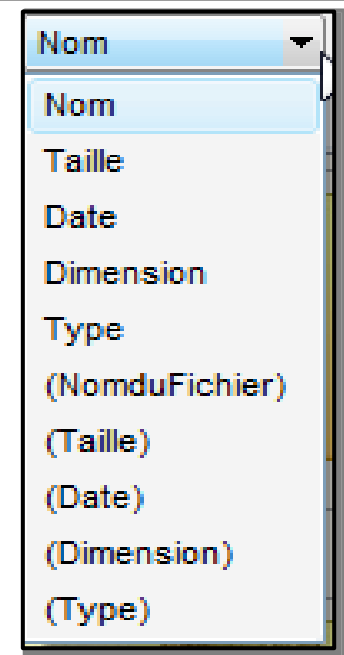 Nom
Nom
Taille
Date
Dimension
Type
(NomduFichier)
(Taille)
(Date)
(Dimension)
(Type)